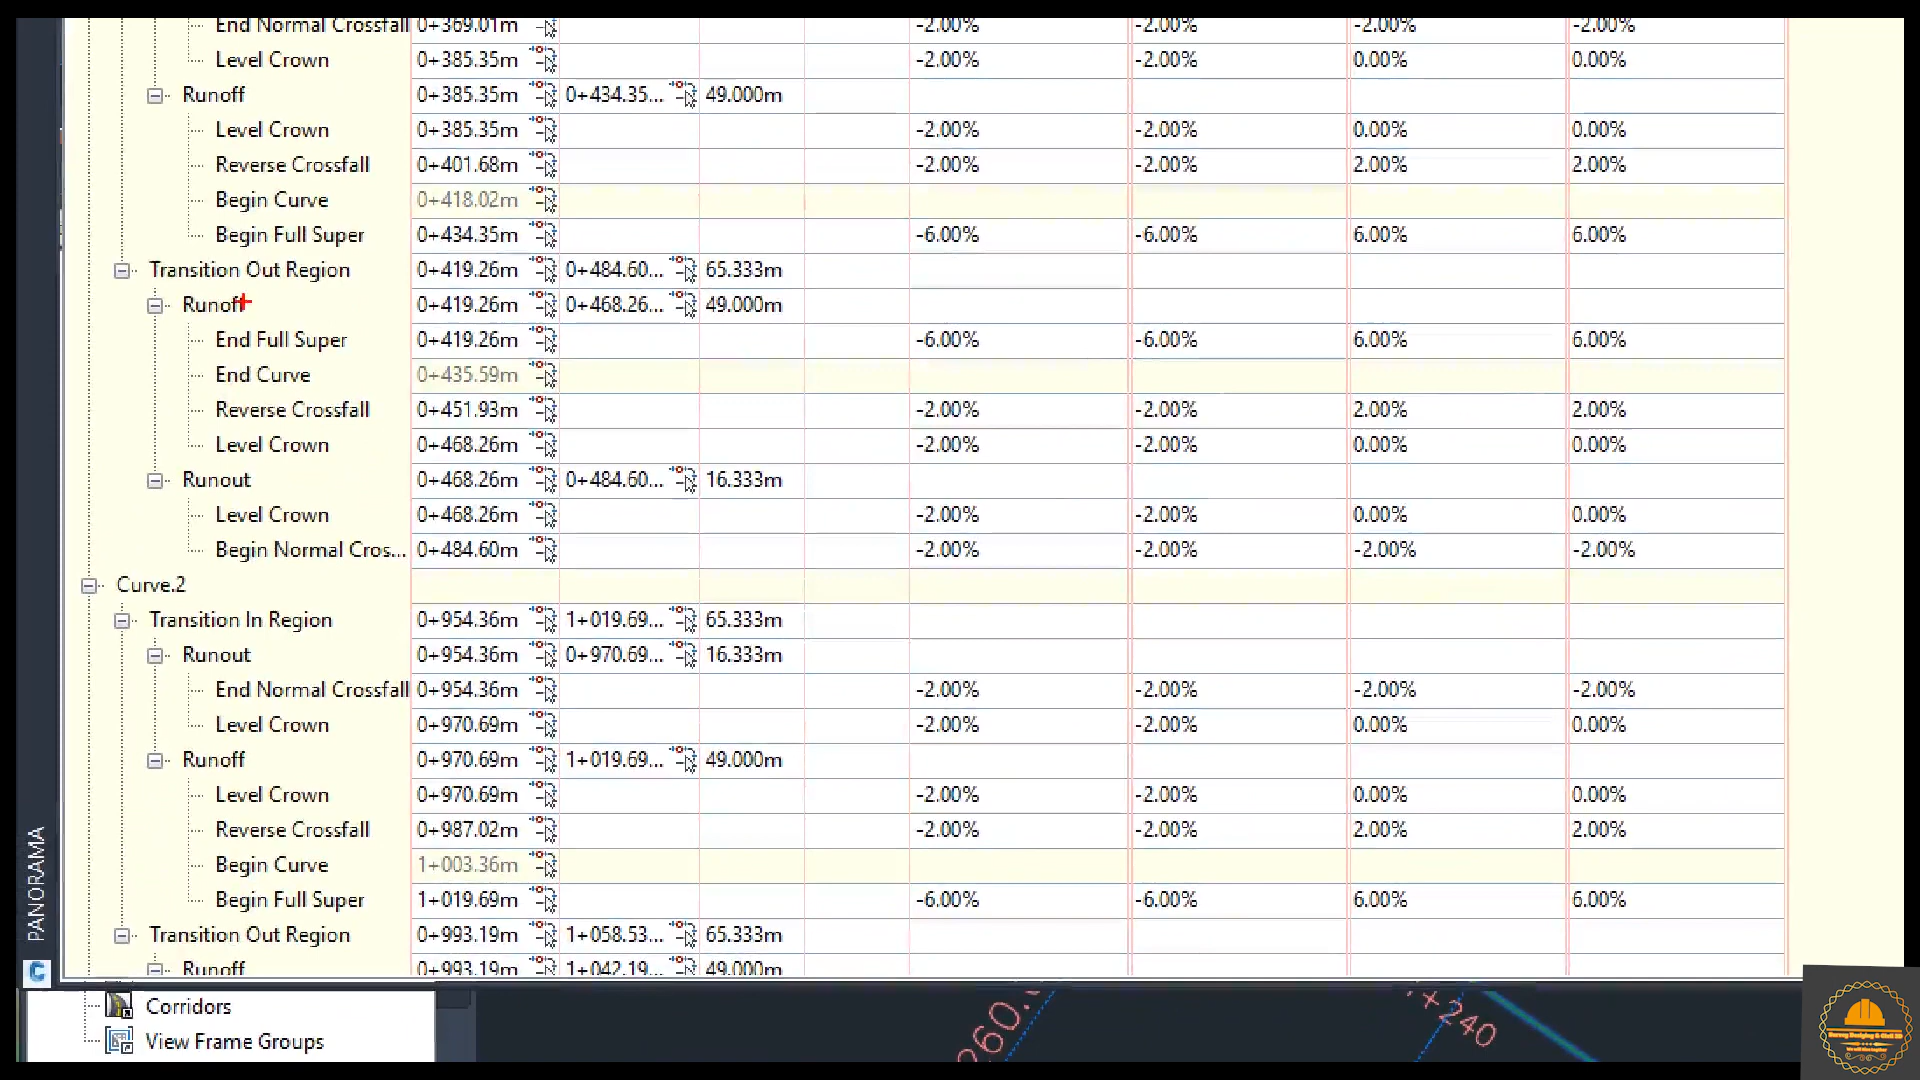 End Normal Crossfall 0+369.01m -2.00% -2.00% -2.00% -2.00%
Level Crown 0+385.35m -2.00% -2.00% 0.00% 0.00%
Runoff 0+385.35m 0+434.35... 49.000m
Level Crown 0+385.35m -2.00% -2.00% 0.00% 0.00%
Reverse Crossfall 0+401.68m -2.00% -2.00% 2.00% 2.00%
Begin Curve 0+418.02m
Begin Full Super 0+434.35m -6.00% -6.00% 6.00% 6.00%
Transition Out Region 0+419.26m 0+484.60... 65.333m
Runoff 0+419.26m 0+468.26... 49.000m
End Full Super 0+419.26m -6.00% -6.00% 6.00% 6.00%
End Curve 0+435.59m
Reverse Crossfall 0+451.93m -2.00% -2.00% 2.00% 2.00%
Level Crown 0+468.26m -2.00% -2.00% 0.00% 0.00%
Runout 0+468.26m 0+484.60... 16.333m
Level Crown 0+468.26m -2.00% -2.00% 0.00% 0.00%
Begin Normal Cros... 0+484.60m -2.00% -2.00% -2.00% -2.00%
Curve.2
Transition In Region 0+954.36m 1+019.69... 65.333m
Runout 0+954.36m 0+970.69... 16.333m
End Normal Crossfall 0+954.36m -2.00% -2.00% -2.00% -2.00%
Level Crown 0+970.69m -2.00% -2.00% 0.00% 0.00%
Runoff 0+970.69m 1+019.69... 49.000m
Level Crown 0+970.69m -2.00% -2.00% 0.00% 0.00%
Reverse Crossfall 0+987.02m -2.00% -2.00% 2.00% 2.00%
Begin Curve 1+003.36m
Begin Full Super 1+019.69m -6.00% -6.00% 6.00% 6.00%
Transition Out Region 0+993.19m 1+058.53... 65.333m
Runoff 0+993.19m 1+042.19... 49.000m
PANORAMA
C
Corridors
View Frame Groups
260.
1+240